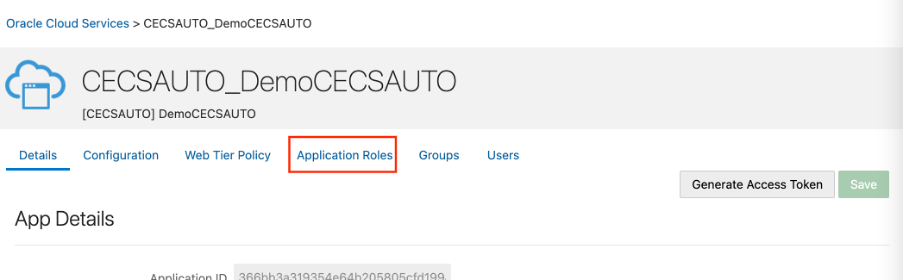 Oracle Cloud Services > CECSAUTO_DemoCECSAUTO
CECSAUTO_DemoCECSAUTO
[CECSAUTO] DemoCECSAUTO
Details Configuration Web Tier Policy Application Roles Groups Users
Generate Access Token Save
App Details
Application ID 366bb3a319354e64b205805cfd199